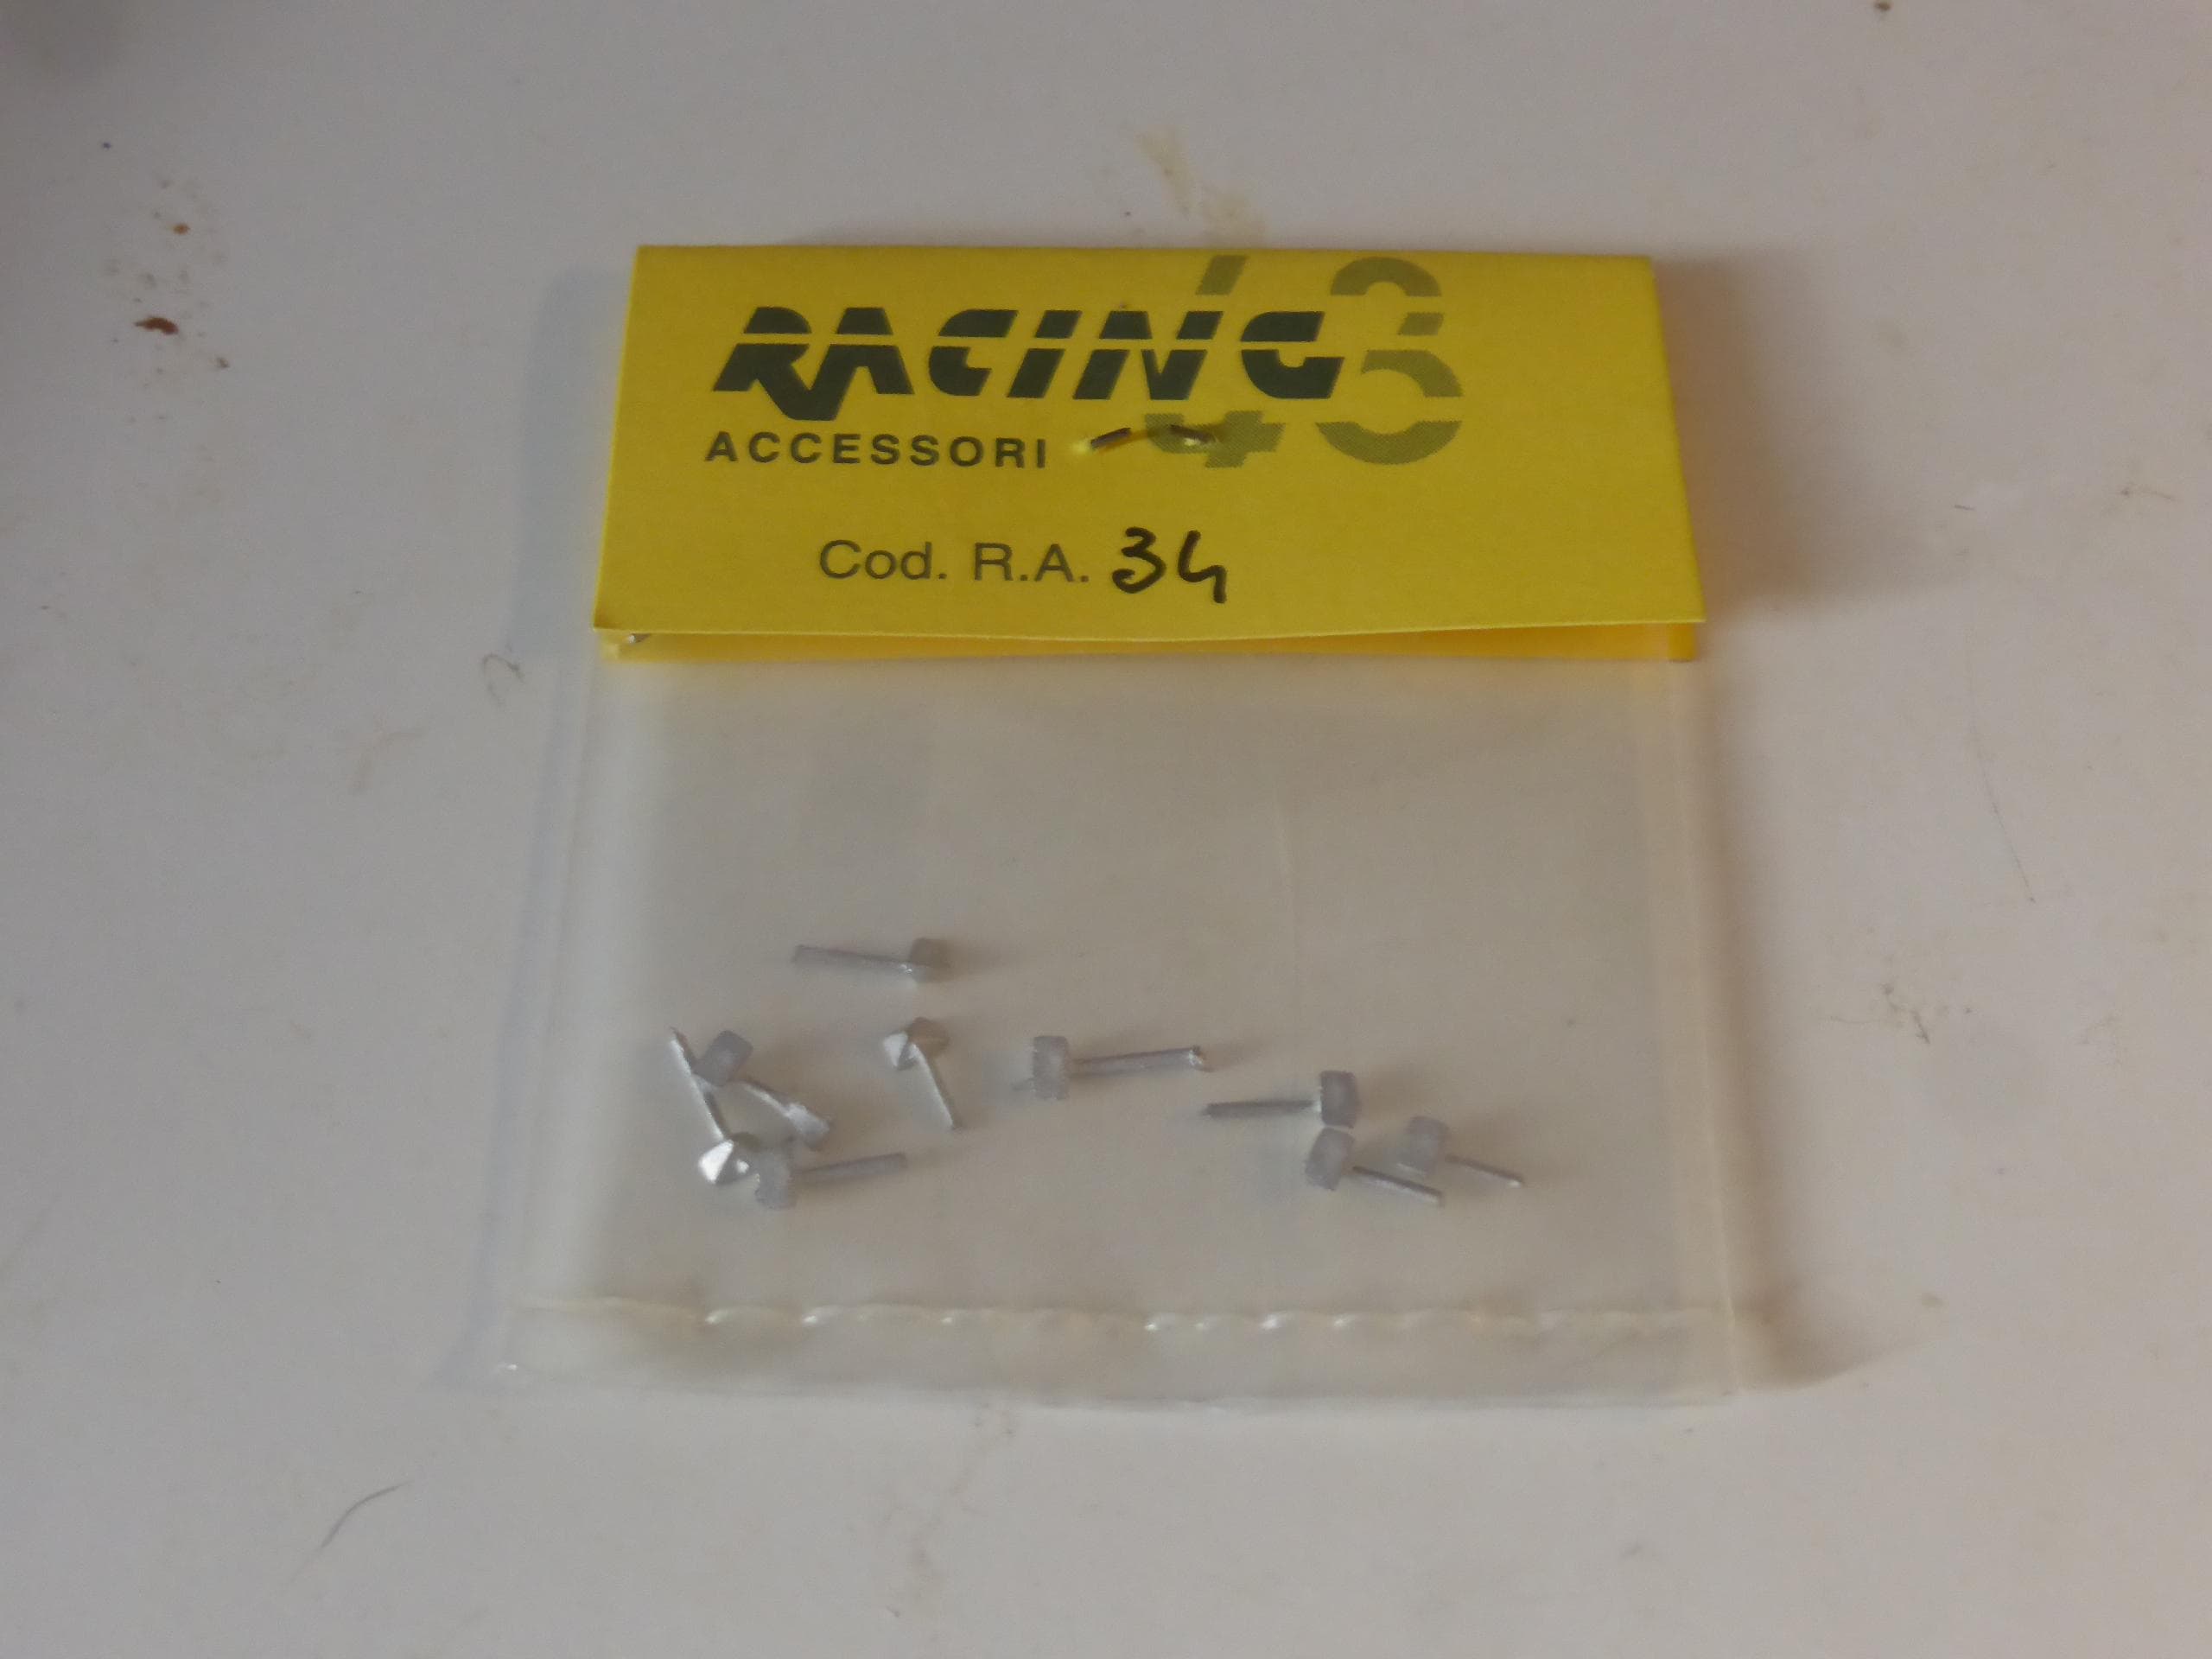 RACING 43
ACCESSORI
Cod. R.A. 34